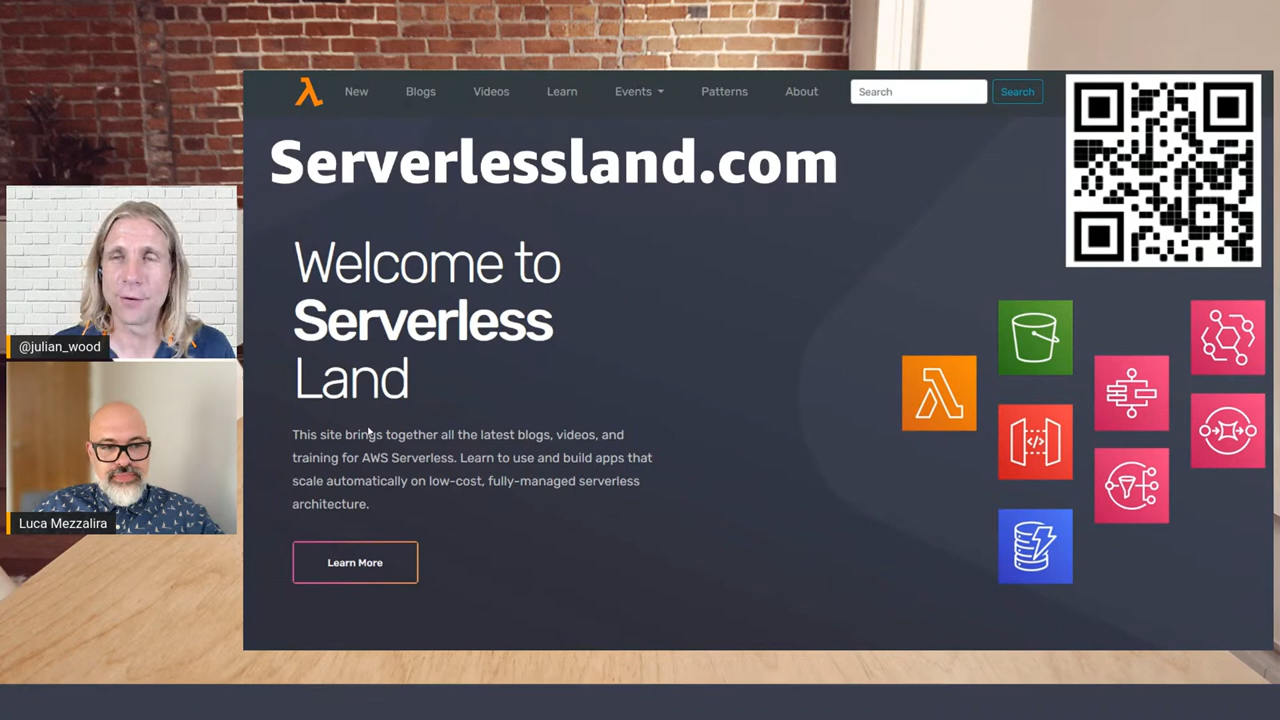 New
Blogs
Videos
Learn
Events
Patterns
About
Search
Search
Serverlessland.com
Welcome to
Serverless
Land
This site brings together all the latest blogs, videos, and
training for AWS Serverless. Learn to use and build apps that
scale automatically on low-cost, fully-managed serverless
architecture.
Learn More
@julian_wood
Luca Mezzalira